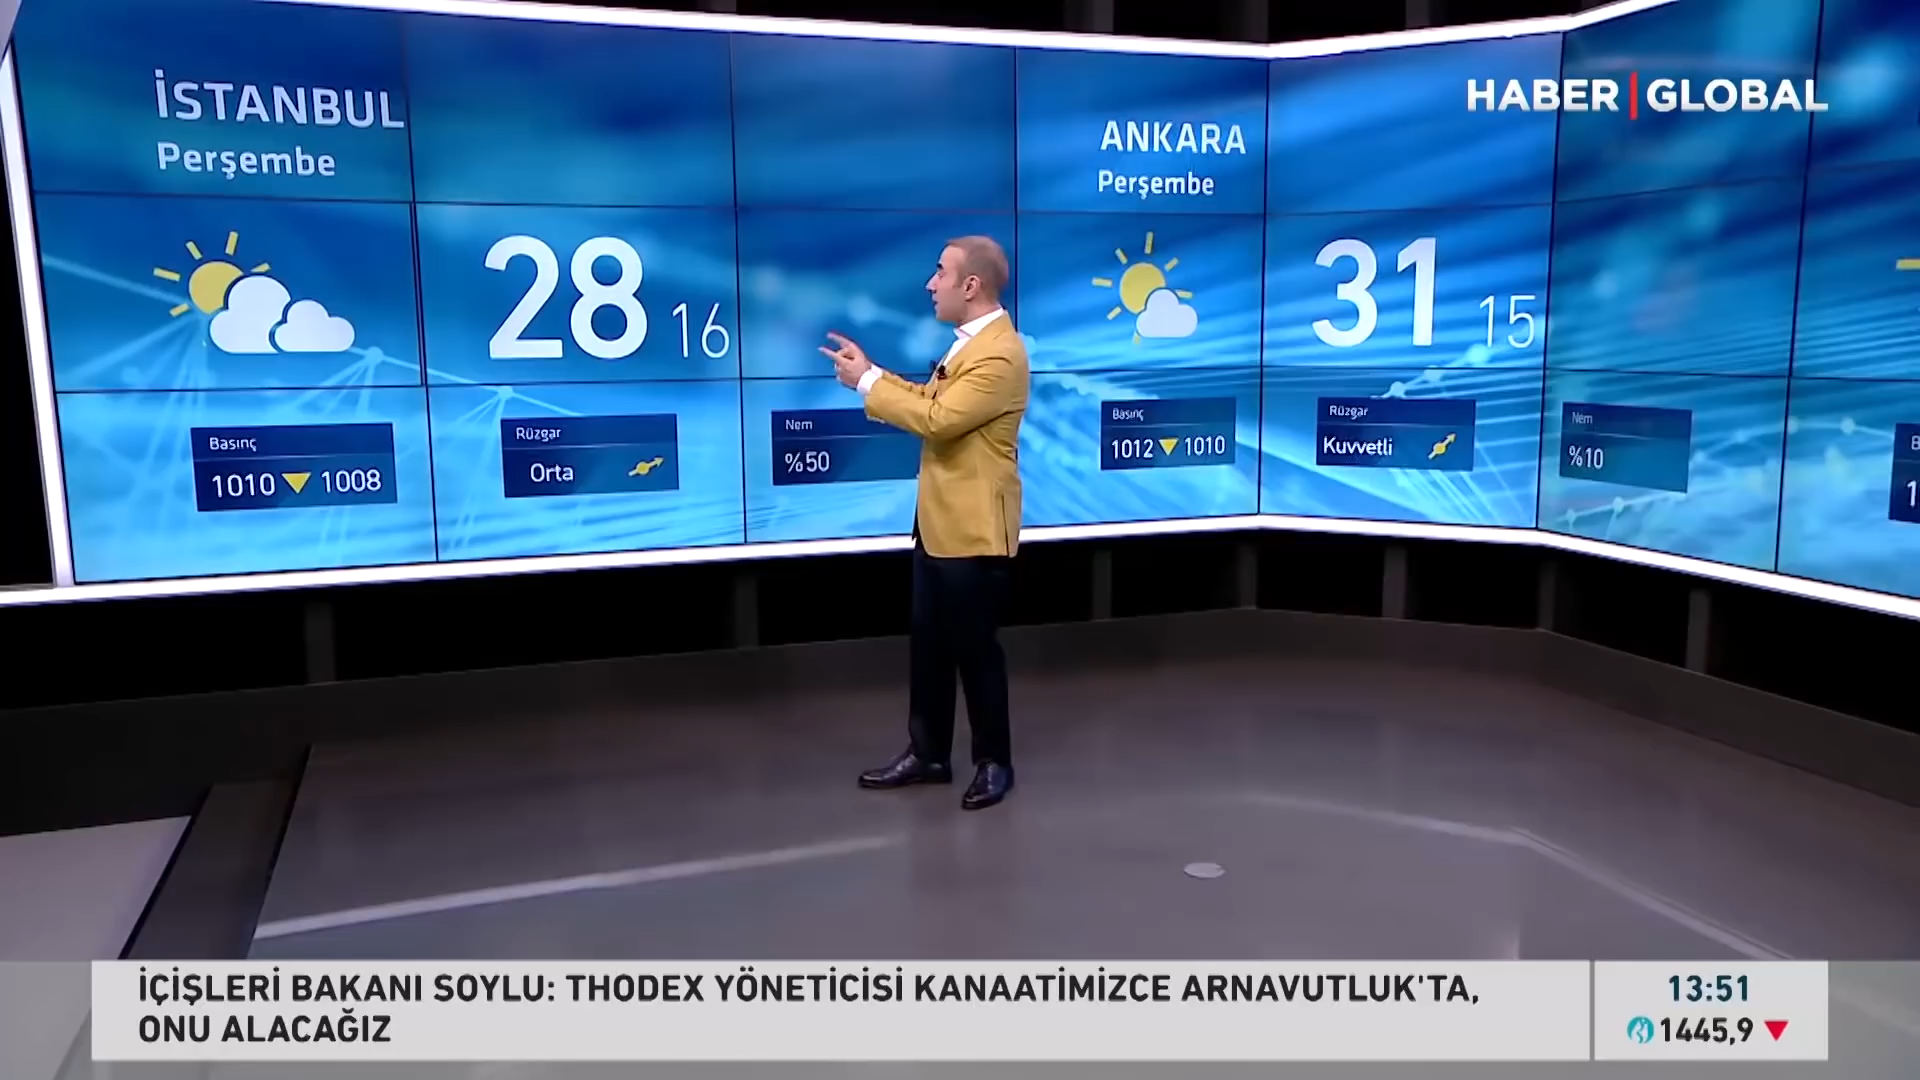 İSTANBUL
Perşembe
28 16
Basınç
1010 1008
Rüzgar
Orta
Nem
%50
ANKARA
Perşembe
31 15
Basınç
1012 1010
Rüzgar
Kuvvetli
Nem
%10
HABER GLOBAL
İÇİŞLERİ BAKANI SOYLU: THODEX YÖNETİCİSİ KANAATİMİZCE ARNAVUTLUK'TA,
ONU ALACAĞIZ
13:51
1445,9